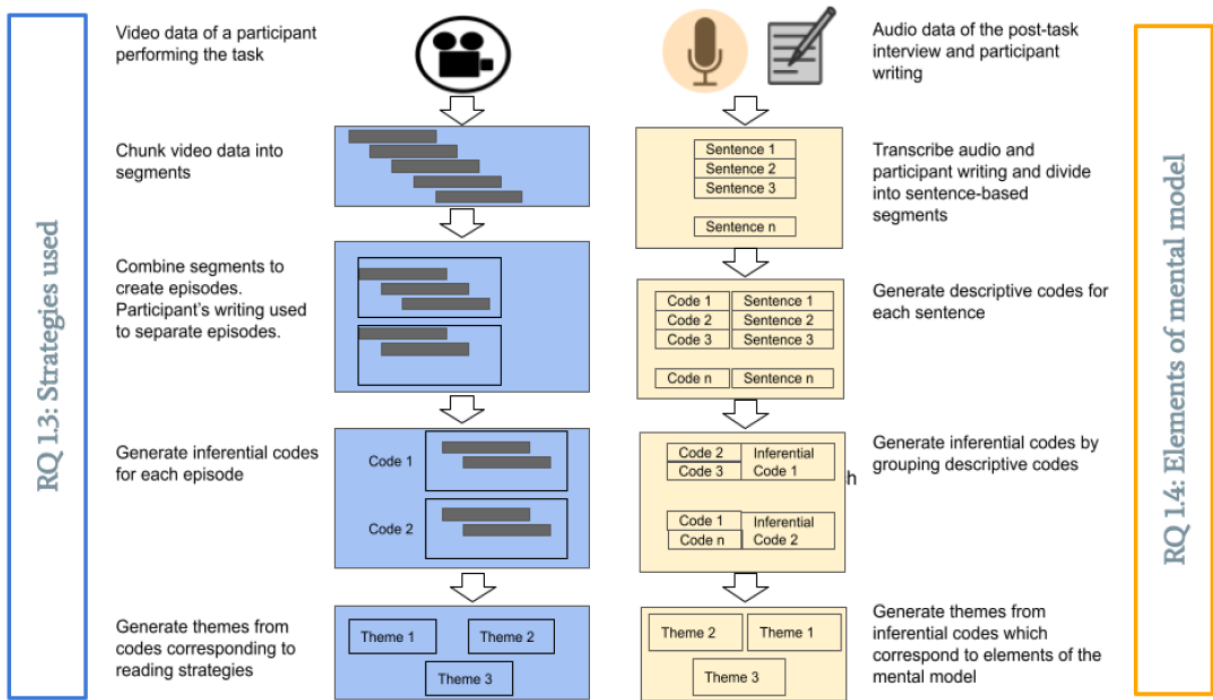 RQ 1.3: Strategies used
Video data of a participant
performing the task
Chunk video data into
segments
Combine segments to
create episodes.
Participant's writing used
to separate episodes.
Generate inferential codes
for each episode
Code 1
Code 2
Generate themes from
codes corresponding to
reading strategies
Theme 1
Theme 2
Theme 3
Audio data of the post-task
interview and participant
writing
Sentence 1
Sentence 2
Sentence 3
Sentence n
Transcribe audio and
participant writing and divide
into sentence-based
segments
Code 1 Sentence 1
Code 2 Sentence 2
Code 3 Sentence 3
Code n Sentence n
Generate descriptive codes for
each sentence
Code 2 Inferential
Code 3 Code 1
h
Code 1 Inferential
Code n Code 2
Generate inferential codes by
grouping descriptive codes
Theme 2 Theme 1
Theme 3
Generate themes from
inferential codes which
correspond to elements of the
mental model
RQ 1.4: Elements of mental model